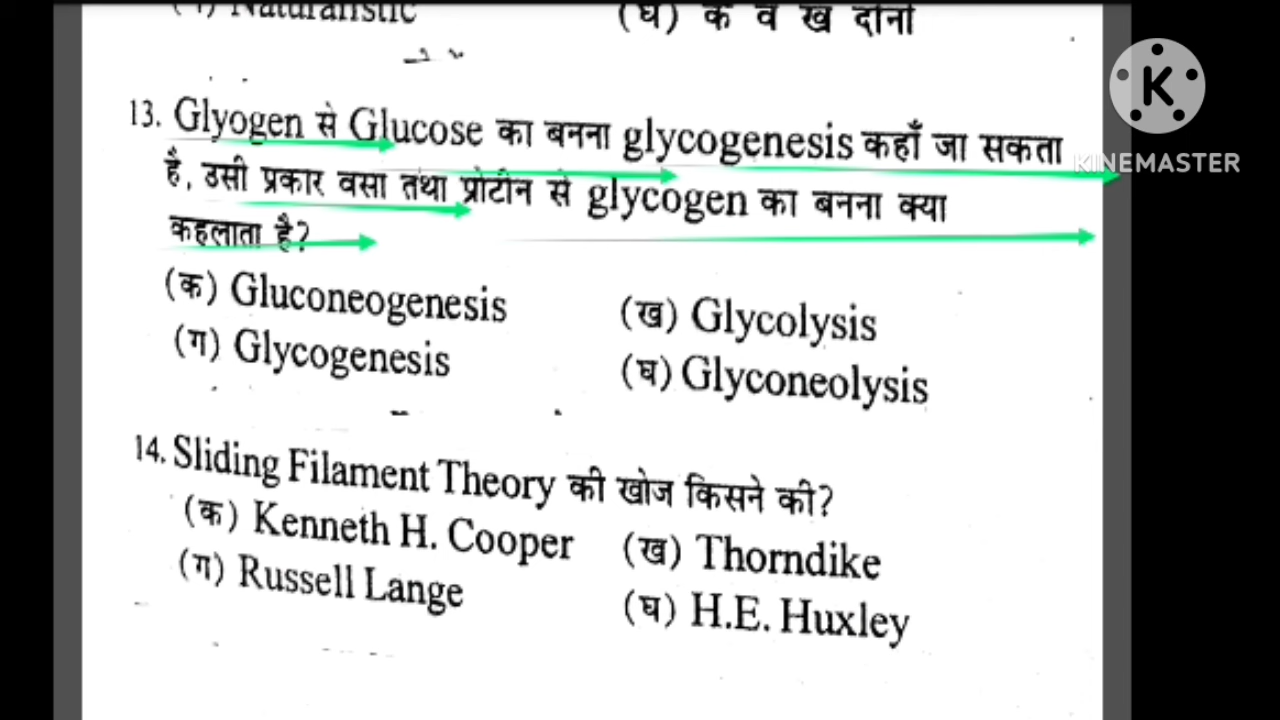 Naturalistic (घ) क व ख दोनों
K
KINEMASTER
13. Glyogen से Glucose का बनना glycogenesis कहाँ जा सकता
है, उसी प्रकार वसा तथा प्रोटीन से glycogen का बनना क्या
कहलाता है?
(क) Gluconeogenesis (ख) Glycolysis
(ग) Glycogenesis (घ) Glyconeolysis
14. Sliding Filament Theory की खोज किसने की?
(क) Kenneth H. Cooper (ख) Thorndike
(ग) Russell Lange (घ) H.E. Huxley